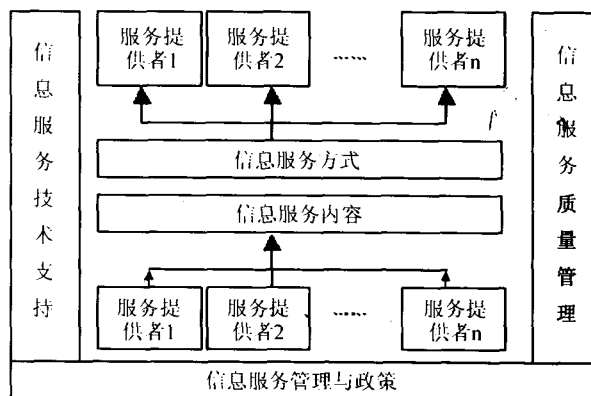 信息服务技术支持
服务提供者1
服务提供者2
……
服务提供者n
信息服务方式
信息服务内容
服务提供者1
服务提供者2
……
服务提供者n
信息服务质量管理
信息服务管理与政策